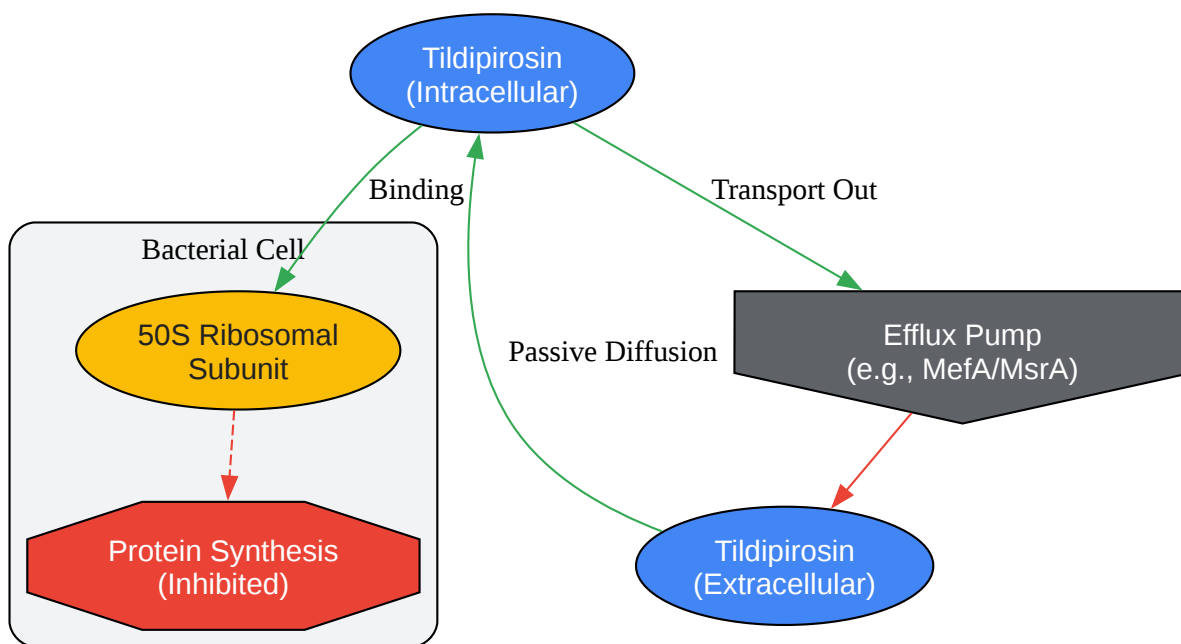 Tildipirosin
(Intracellular)
Binding
Transport Out
Bacterial Cell
50S Ribosomal
Subunit
Passive Diffusion
Efflux Pump
(e.g., MefA/MsrA)
Protein Synthesis
(Inhibited)
Tildipirosin
(Extracellular)